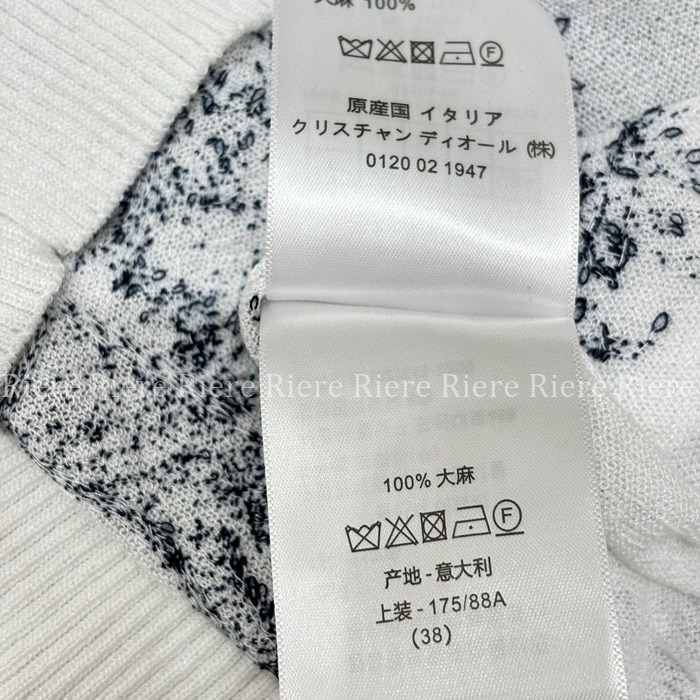 大麻 100%
F
原産国 イタリア
クリスチャン ディオール (株)
0120 02 1947
Riere Riere Riere Riere Riere Riere Riere Riere
100% 大麻
F
产地 - 意大利
上装 - 175/88A
(38)